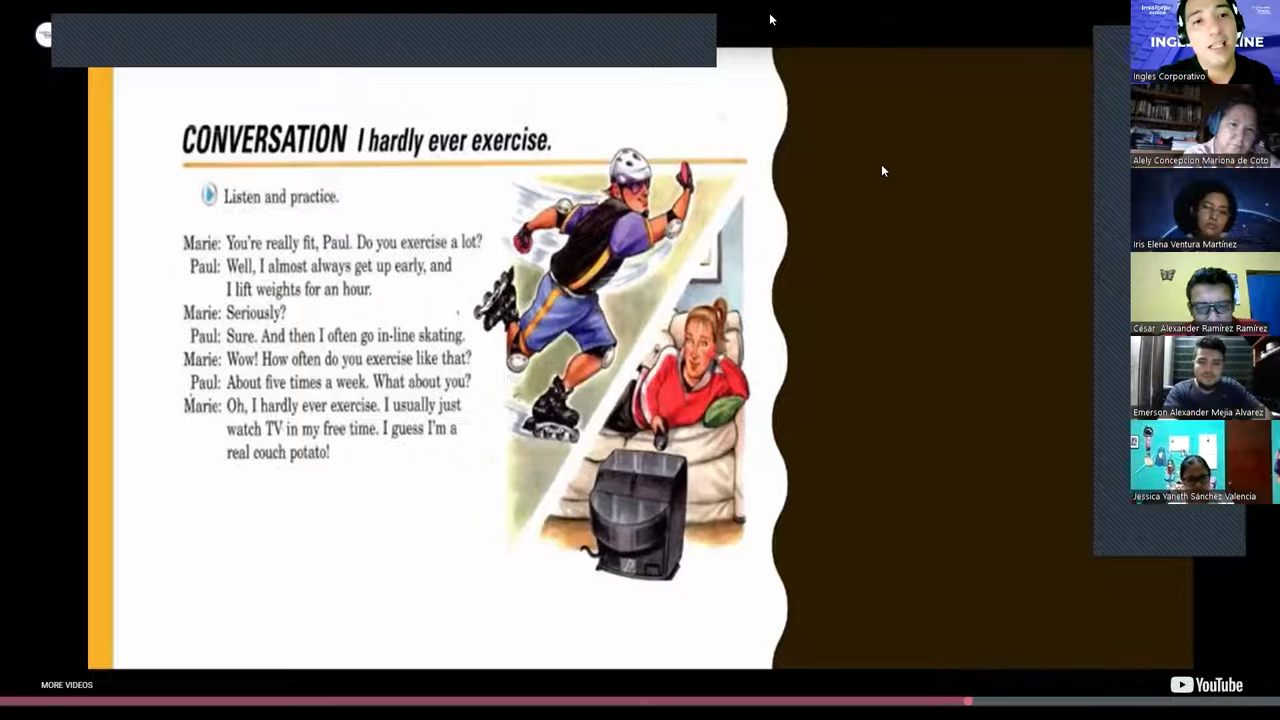 CONVERSATION I hardly ever exercise.
Listen and practice.
Marie: You're really fit, Paul. Do you exercise a lot?
Paul: Well, I almost always get up early, and
I lift weights for an hour.
Marie: Seriously?
Paul: Sure. And then I often go in-line skating.
Marie: Wow! How often do you exercise like that?
Paul: About five times a week. What about you?
Marie: Oh, I hardly ever exercise. I usually just
watch TV in my free time. I guess I'm a
real couch potato!
Ingles Corporativo
Alely Concepcion Mariona de Coto
Iris Elena Ventura Martínez
César Alexander Ramírez Ramírez
Emerson Alexander Mejia Alvarez
Jessica Yaneth Sánchez Valencia
MORE VIDEOS
YouTube